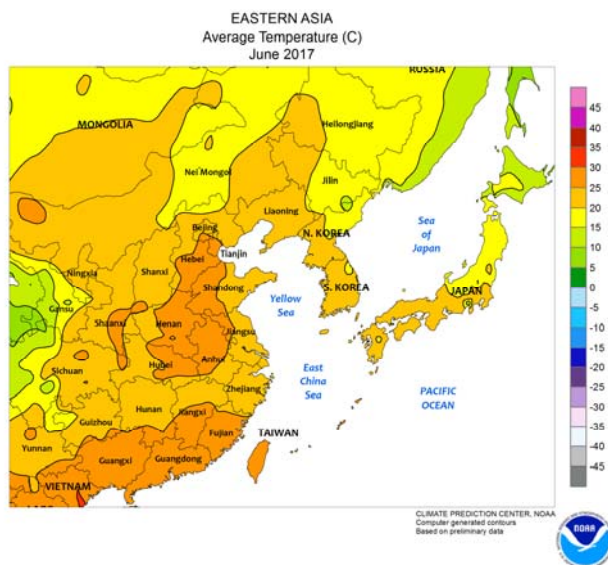 EASTERN ASIA
Average Temperature (C)
June 2017
RUSSIA
MONGOLIA
Heilongjiang
Nei Mongol
Jilin
Liaoning
Beijing
N. KOREA
Sea
of
Japan
Hebei
Tianjin
Ningxia
Shanxi
Shandong
S. KOREA
JAPAN
Yellow
Sea
Gansu
Shaanxi
Henan
Jiangsu
Anhui
Sichuan
Hubei
East
China
Sea
Zhejiang
PACIFIC
OCEAN
Hunan
Jiangxi
Guizhou
Fujian
TAIWAN
Yunnan
Guangxi
Guangdong
VIETNAM
LAOS
45
40
35
30
25
20
15
10
5
0
-5
-10
-15
-20
-25
-30
-35
-40
-45
CLIMATE PREDICTION CENTER, NOAA
Computer generated contours
Based on preliminary data
NOAA